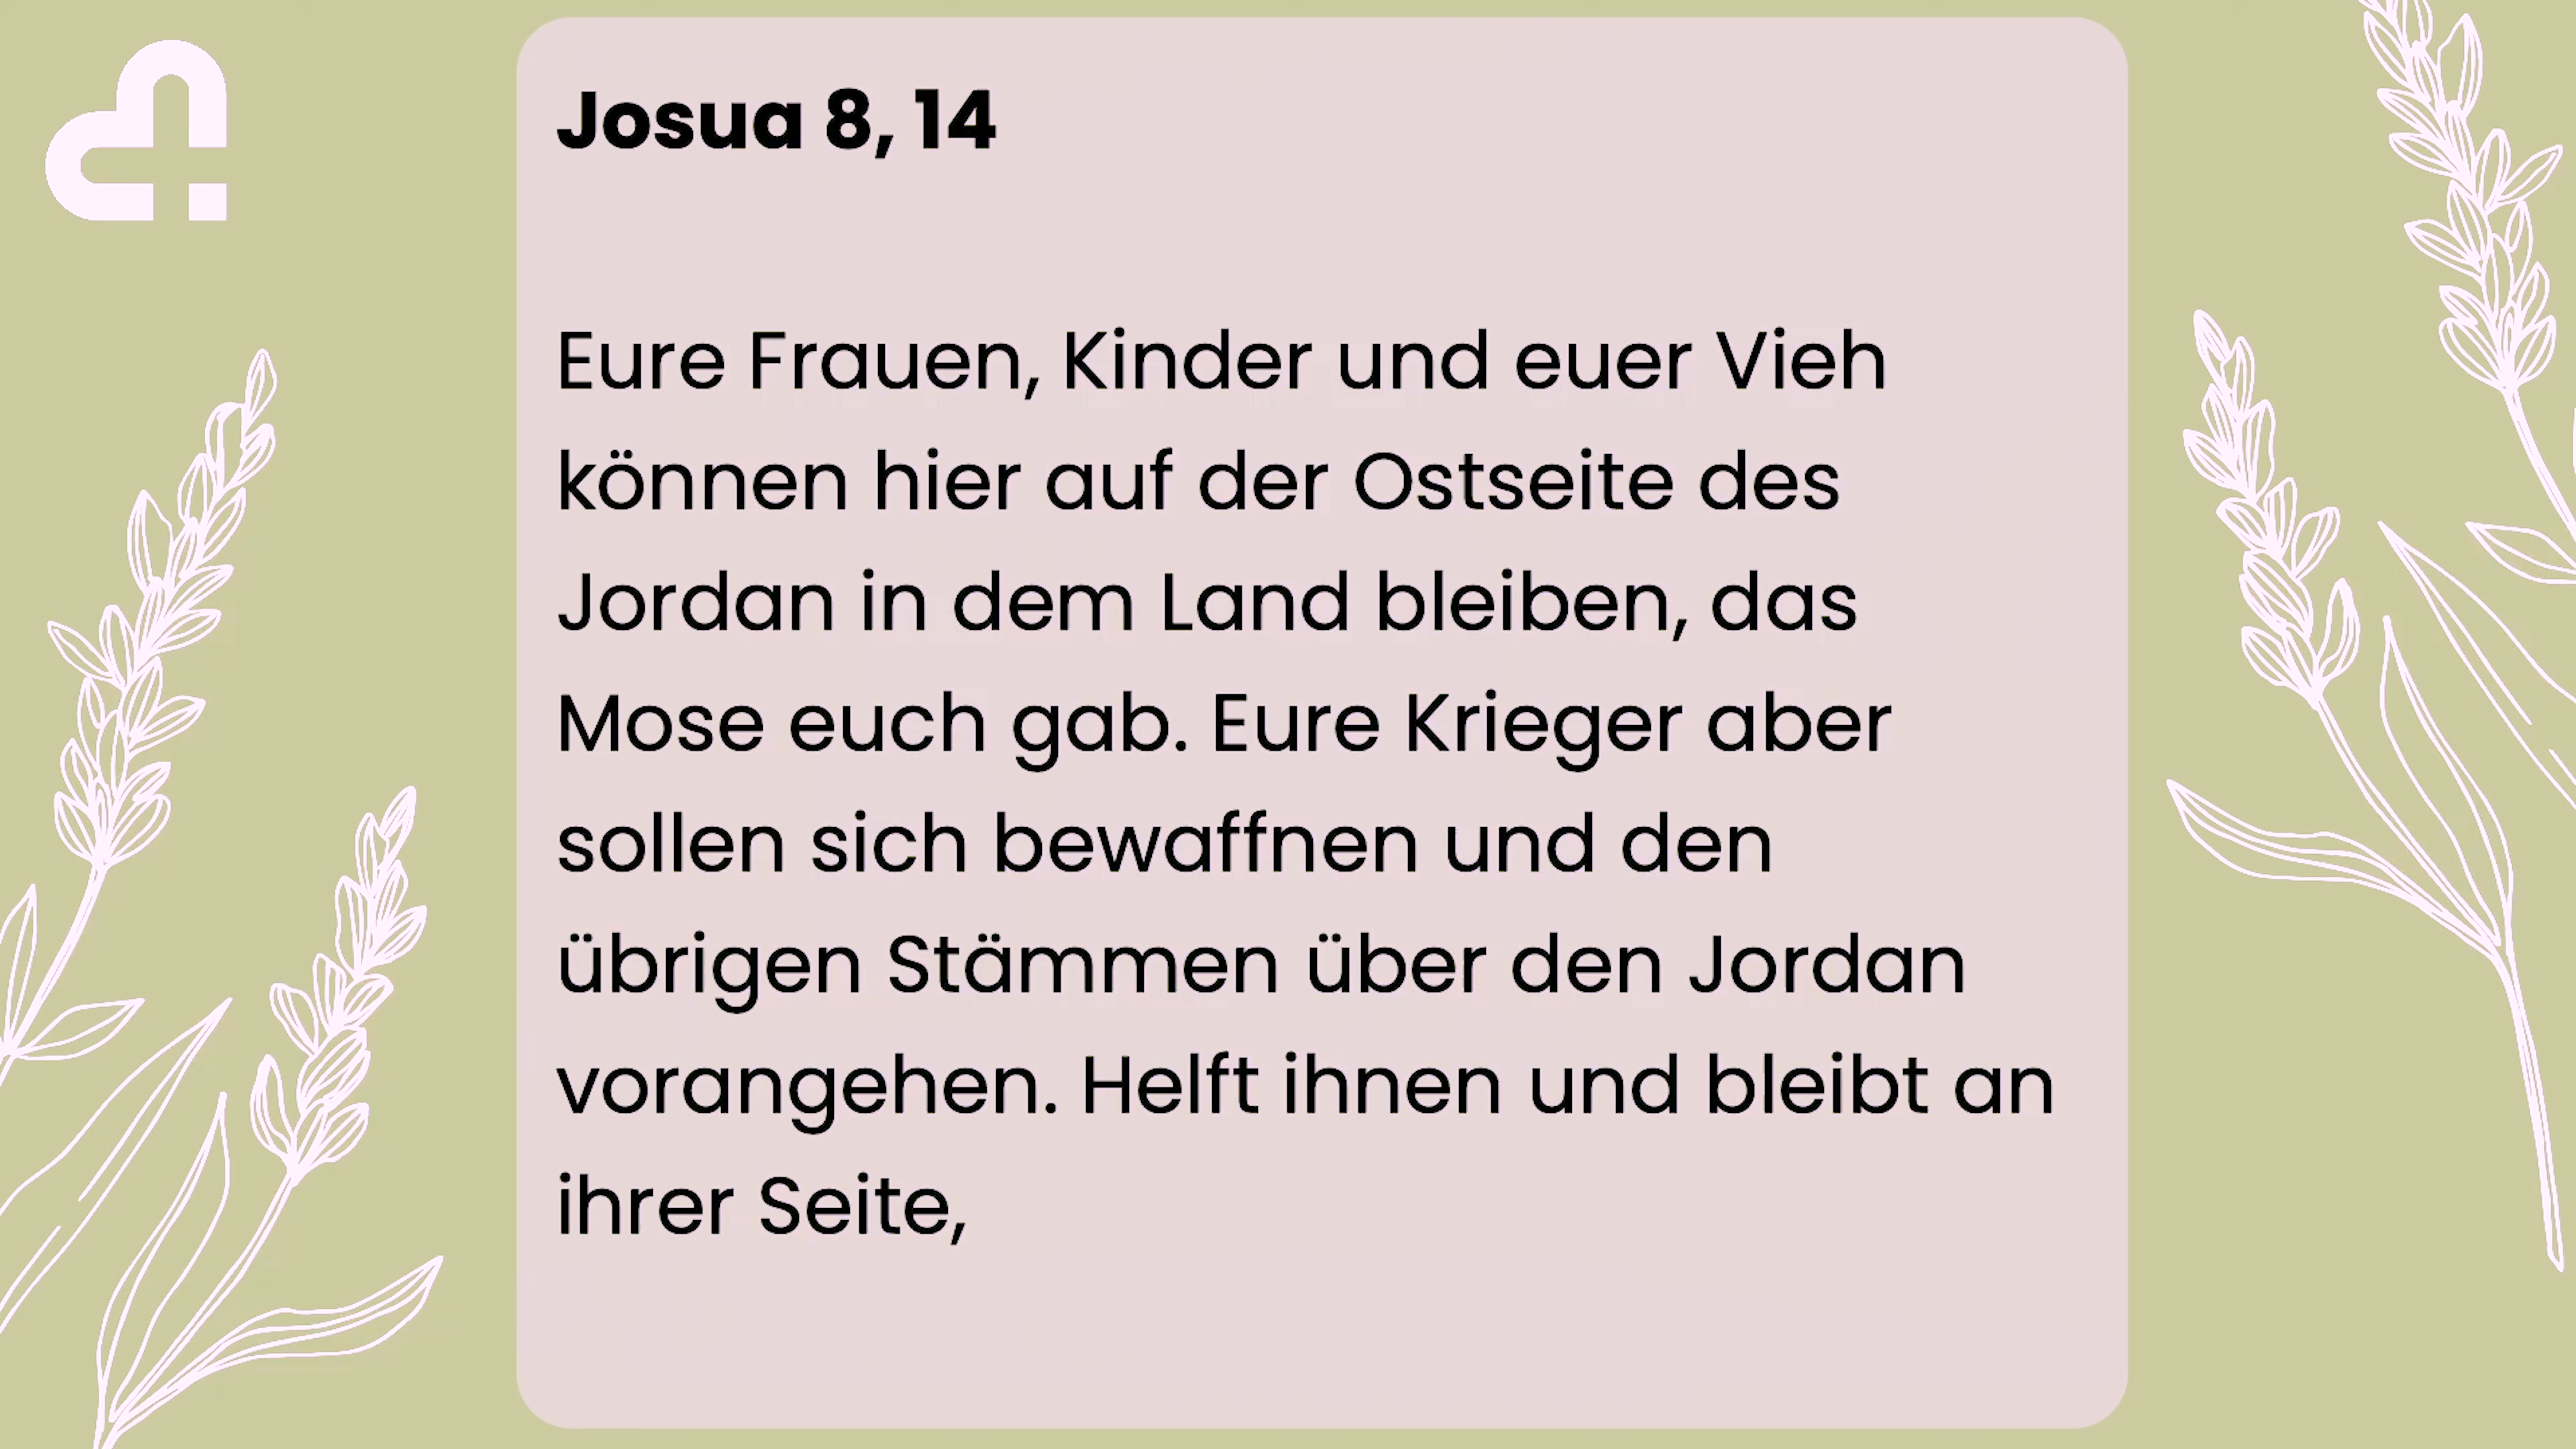 Josua 8, 14
Eure Frauen, Kinder und euer Vieh
können hier auf der Ostseite des
Jordan in dem Land bleiben, das
Mose euch gab. Eure Krieger aber
sollen sich bewaffnen und den
übrigen Stämmen über den Jordan
vorangehen. Helft ihnen und bleibt an
ihrer Seite,